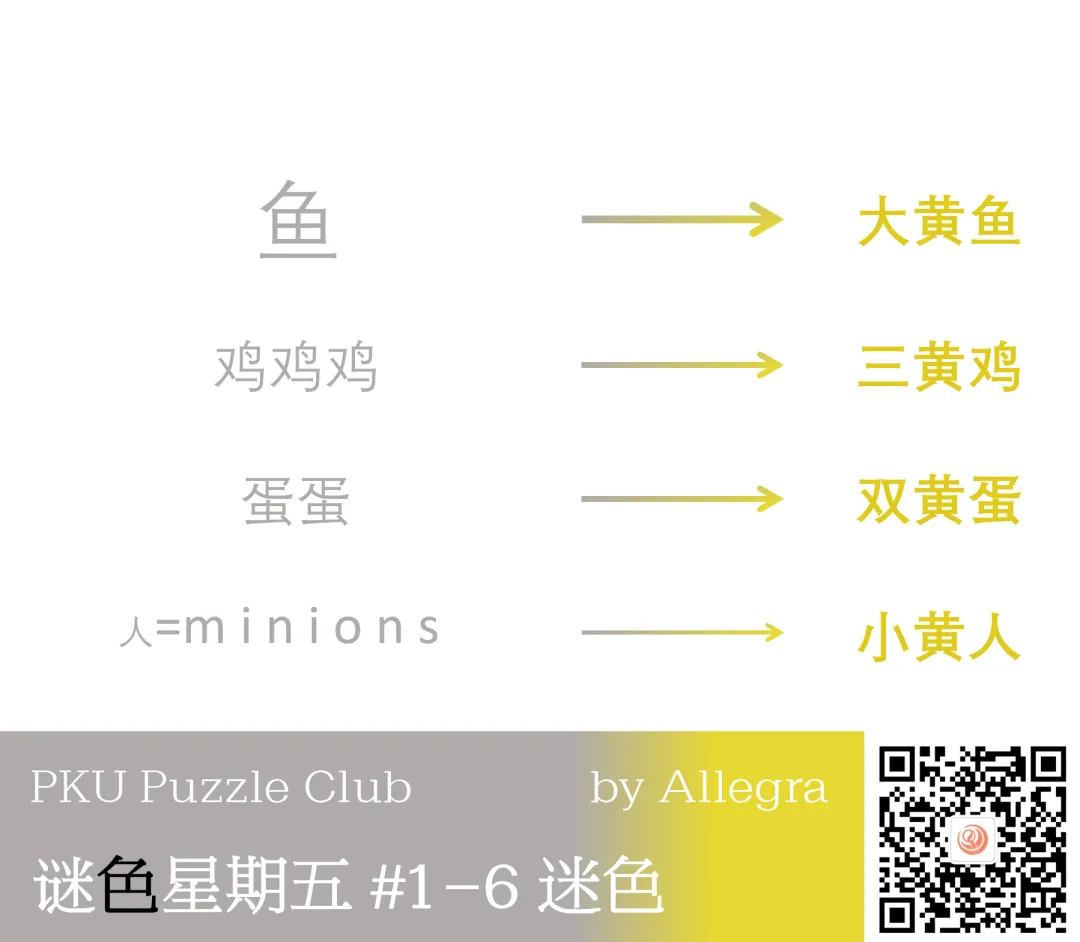 鱼 大黄鱼
鸡鸡鸡 三黄鸡
蛋蛋 双黄蛋
人=minions 小黄人
PKU Puzzle Club by Allegra
谜色星期五 #1-6 迷色